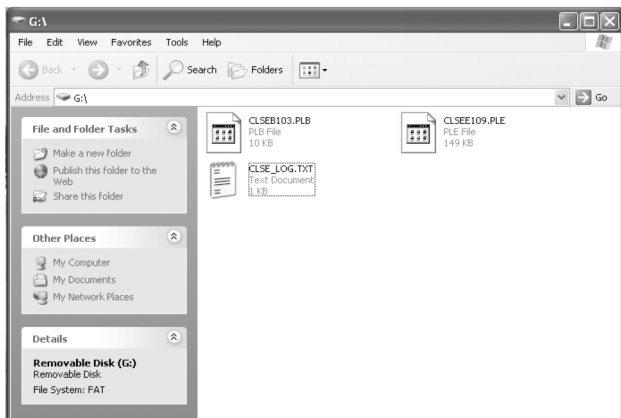 G:\
File Edit View Favorites Tools Help
Back Search Folders
Address G:\ Go
File and Folder Tasks
Make a new folder
Publish this folder to the
Web
Share this folder
Other Places
My Computer
My Documents
My Network Places
Details
Removable Disk (G:)
Removable Disk
File System: FAT
CLSEB103.PLB
PLB File
10 KB
CLSEE109.PLE
PLE File
149 KB
CLSE_LOG.TXT
Text Document
1 KB